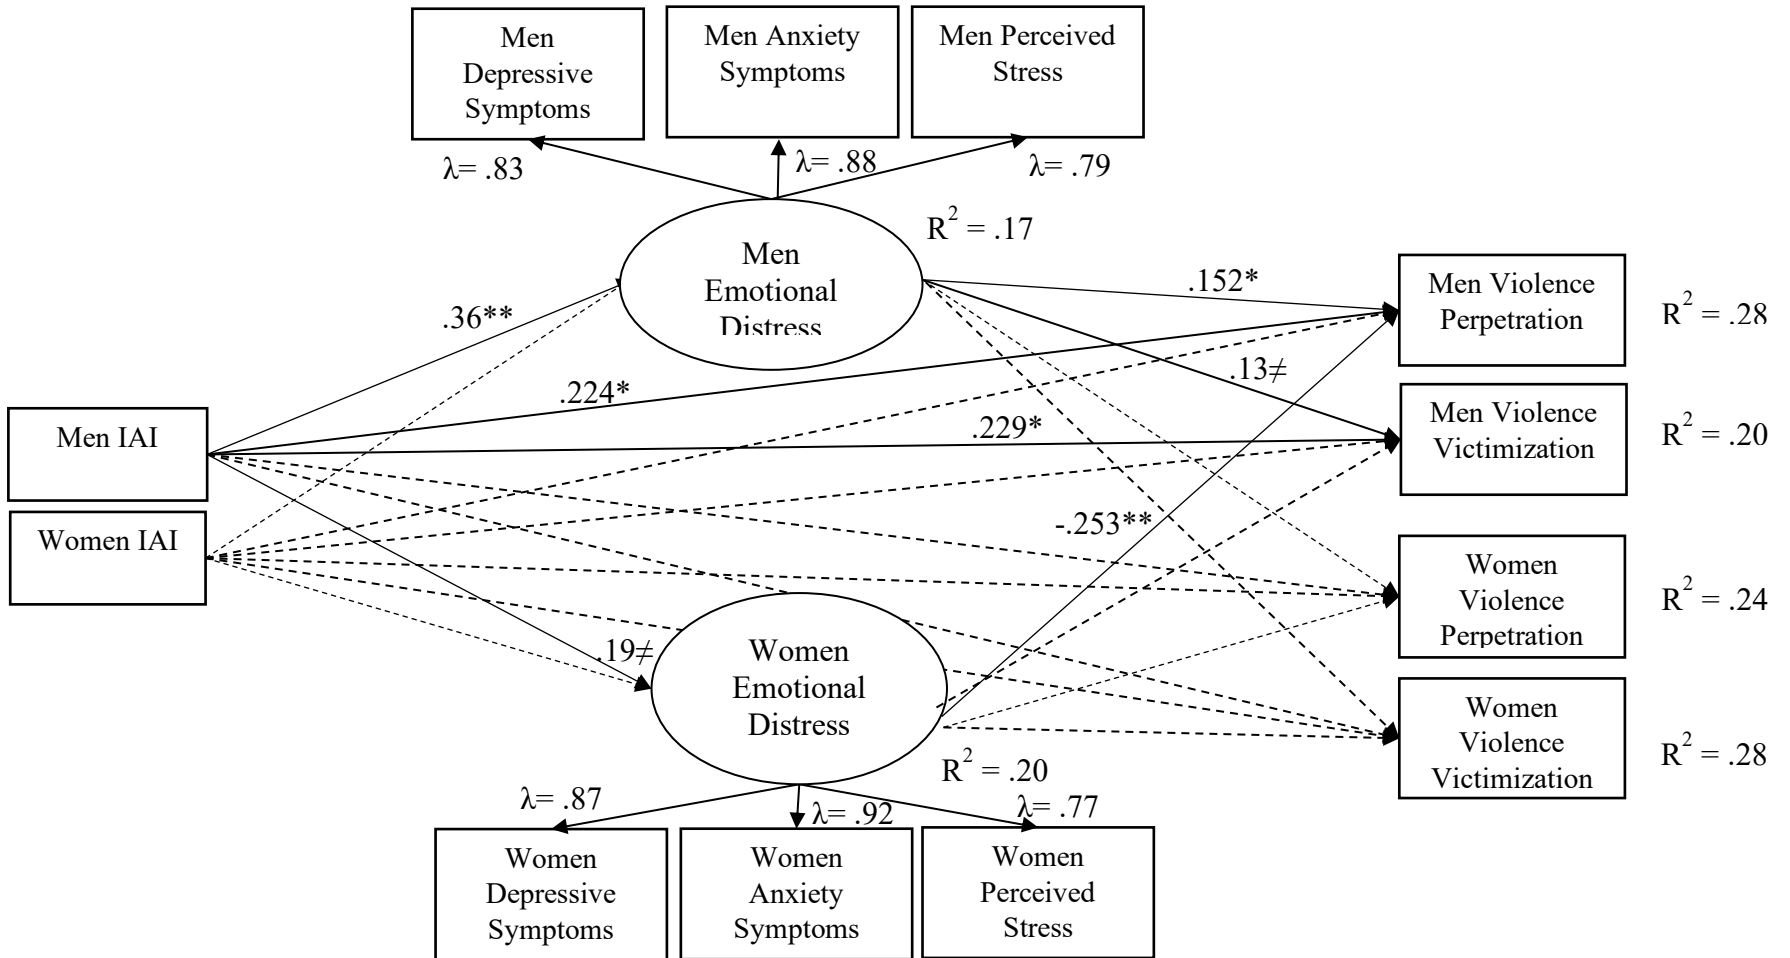 Men
Depressive
Symptoms
Men Anxiety
Symptoms
Men Perceived
Stress
λ= .83
λ= .88
λ= .79
R² = .17
Men
Emotional
Distress
.36**
.152*
Men Violence
Perpetration
R² = .28
.13≠
.224*
Men IAI
.229*
Men Violence
Victimization
R² = .20
Women IAI
-.253**
Women
Violence
Perpetration
R² = .24
.19≠
Women
Emotional
Distress
Women
Violence
Victimization
R² = .28
R² = .20
λ= .87
λ= .92
λ= .77
Women
Depressive
Symptoms
Women
Anxiety
Symptoms
Women
Perceived
Stress